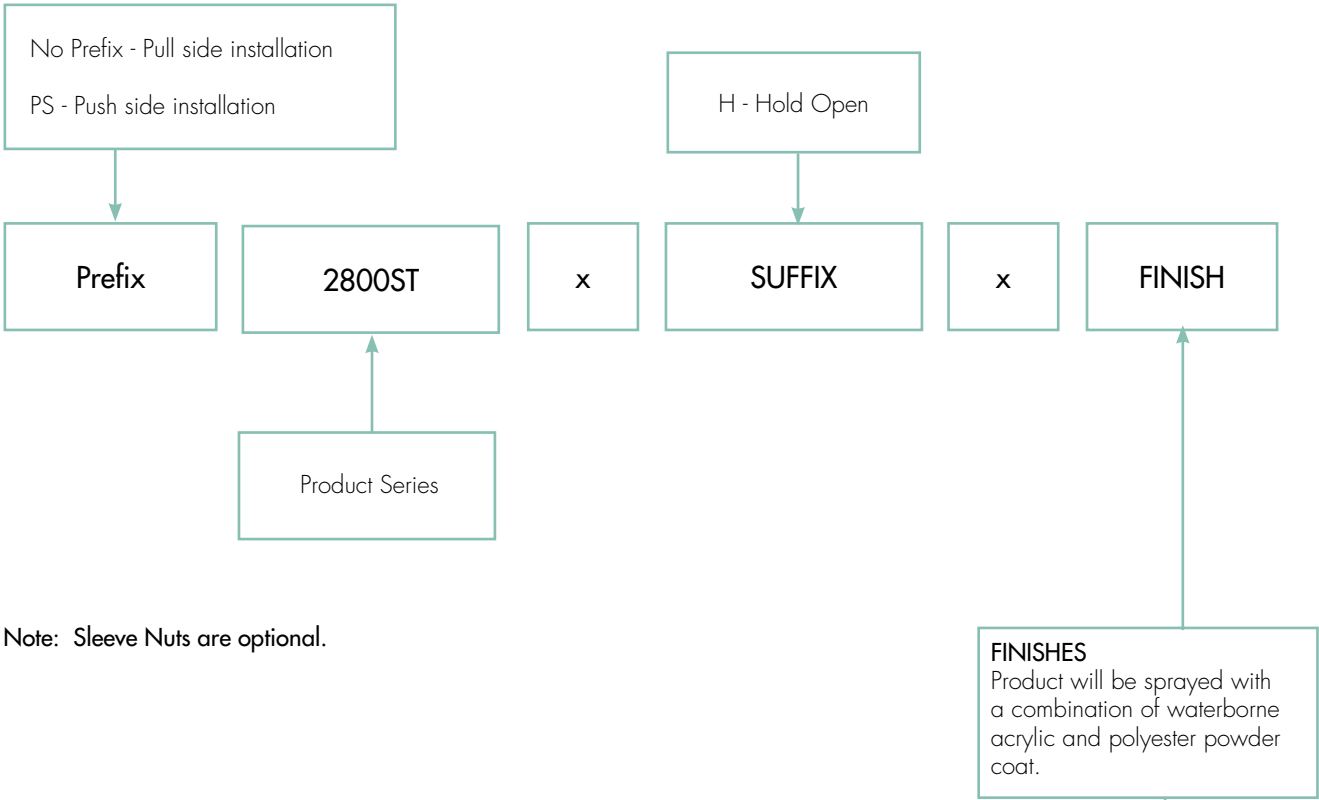 No Prefix - Pull side installation
PS - Push side installation
H - Hold Open
Prefix
2800ST
x
SUFFIX
x
FINISH
Product Series
Note: Sleeve Nuts are optional.
FINISHES
Product will be sprayed with
a combination of waterborne
acrylic and polyester powder
coat.